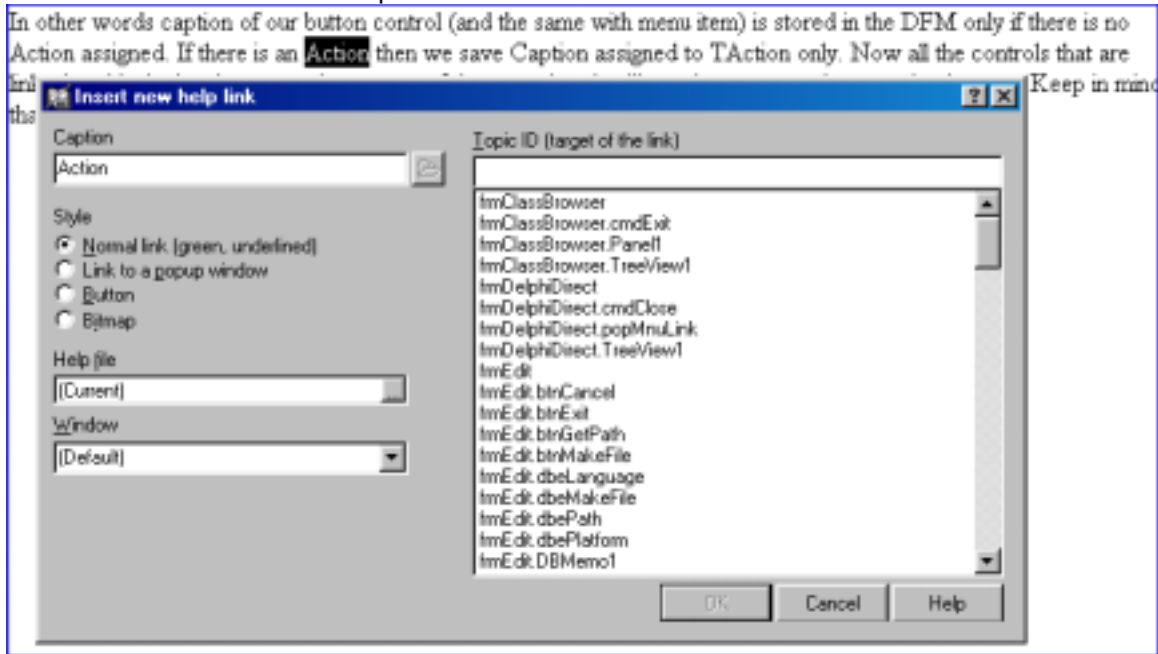 In other words caption of our button control (and the same with menu item) is stored in the DFM only if there is no
Action assigned. If there is an Action then we save Caption assigned to TAction only. Now all the controls that are
Keep in mind
tha
Insert new help link
Caption
Action
Style
Normal link (green, underlined)
Link to a popup window
Button
Bitmap
Help file
(Current)
Window
(Default)
Topic ID (target of the link)
frmClassBrowser
frmClassBrowser.cmdExit
frmClassBrowser.Panel1
frmClassBrowser.TreeView1
frmDelphiDirect
frmDelphiDirect.cmdClose
frmDelphiDirect.popMnuLink
frmDelphiDirect.TreeView1
frmEdit
frmEdit.btnCancel
frmEdit.btnExit
frmEdit.btnGetPath
frmEdit.btnMakeFile
frmEdit.dbeLanguage
frmEdit.dbeMakeFile
frmEdit.dbePath
frmEdit.dbePlatform
frmEdit.DBMemo1
OK
Cancel
Help